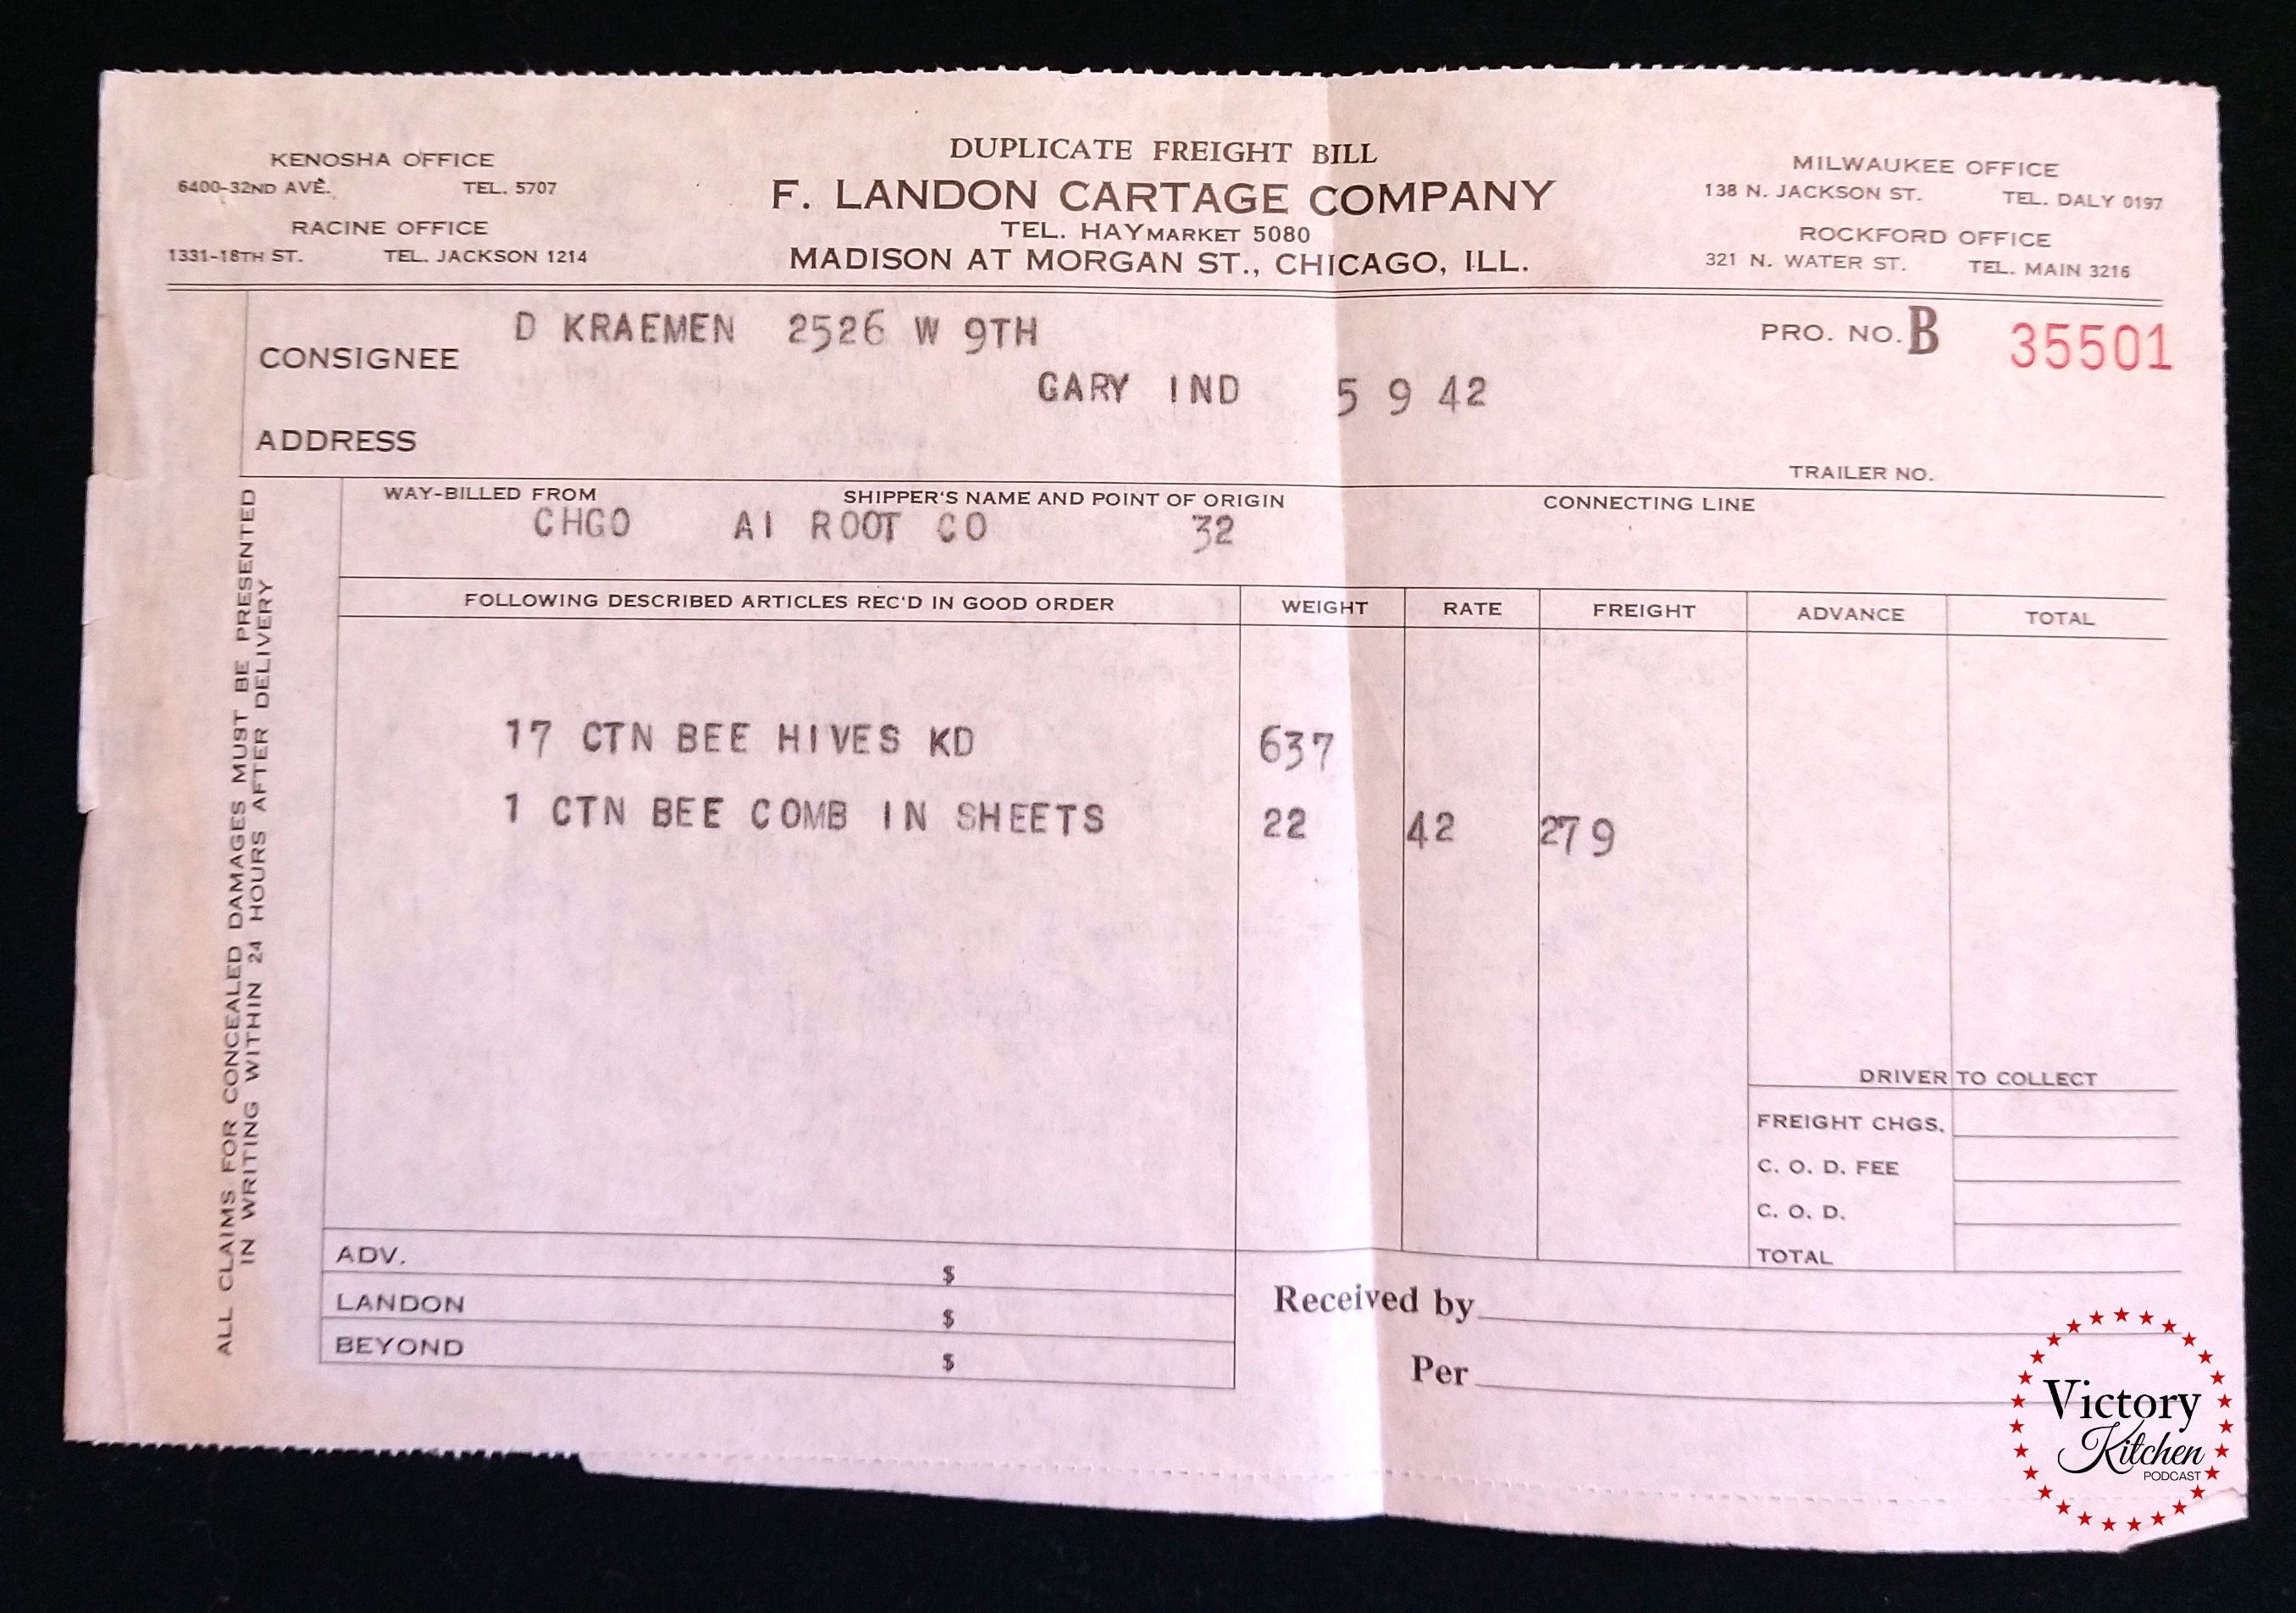 DUPLICATE FREIGHT BILL
F. LANDON CARTAGE COMPANY
TEL. HAYMARKET 5080
MADISON AT MORGAN ST., CHICAGO, ILL.
KENOSHA OFFICE
6400-32ND AVE. TEL. 5707
RACINE OFFICE
1331-18TH ST. TEL. JACKSON 1214
MILWAUKEE OFFICE
138 N. JACKSON ST. TEL. DALY 0197
ROCKFORD OFFICE
321 N. WATER ST. TEL. MAIN 3216
D KRAEMEN 2526 W 9TH
CONSIGNEE
PRO. NO. B 35501
GARY IND 5 9 42
ADDRESS
TRAILER NO.
WAY-BILLED FROM SHIPPER'S NAME AND POINT OF ORIGIN CONNECTING LINE
CHGO AI ROOT CO 32
FOLLOWING DESCRIBED ARTICLES REC'D IN GOOD ORDER WEIGHT RATE FREIGHT ADVANCE TOTAL
17 CTN BEE HIVES KD 637
1 CTN BEE COMB IN SHEETS 22 42 279
ALL CLAIMS FOR CONCEALED DAMAGES MUST BE PRESENTED
IN WRITING WITHIN 24 HOURS AFTER DELIVERY
DRIVER TO COLLECT
FREIGHT CHGS.
C. O. D. FEE
C. O. D.
TOTAL
ADV. $
LANDON $
BEYOND $
Received by
Per
Victory
Kitchen
PODCAST